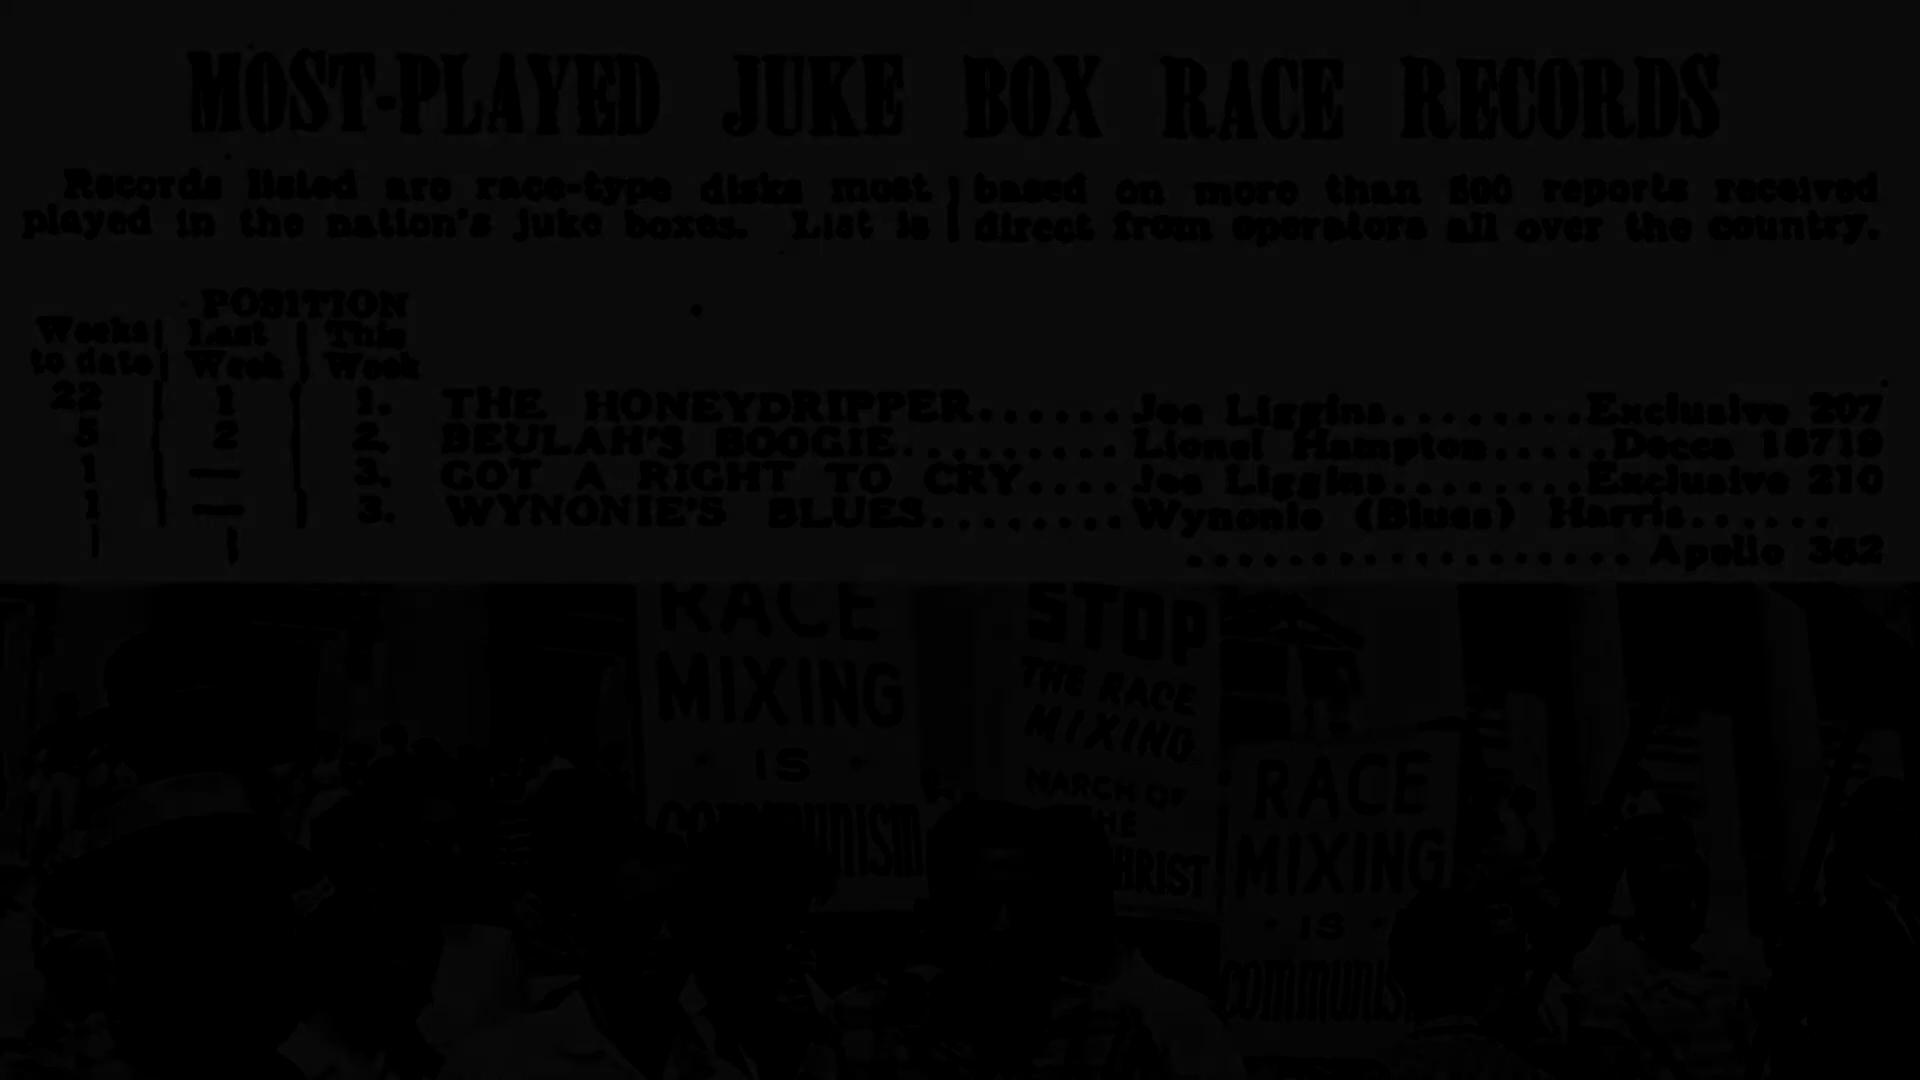 MOST-PLAYED JUKE BOX RACE RECORDS
Records listed are race-type disks most
played in the nation's juke boxes. List is
based on more than 500 reports received
direct from operators all over the country.
POSITION
Weeks to date | Last Week | This Week
22 1 1. THE HONEYDRIPPER......Joe Liggins........Exclusive 207
5 2 2. BEULAH'S BOOGIE.........Lionel Hampton.....Decca 18719
1 — 3. GOT A RIGHT TO CRY....Joe Liggins........Exclusive 210
1 — 3. WYNONIE'S BLUES........Wynonie (Blues) Harris......
..................Apollo 362
RACE
MIXING
IS
COMMUNISM
STOP
THE RACE
MIXING
MARCH OF
RACE
MIXING
IS